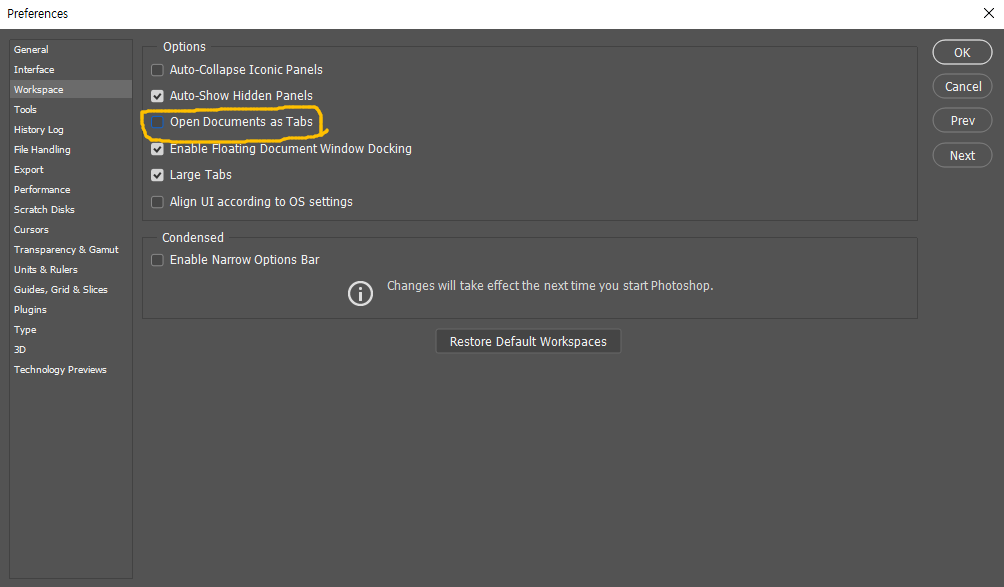 Preferences
General
Interface
Workspace
Tools
History Log
File Handling
Export
Performance
Scratch Disks
Cursors
Transparency & Gamut
Units & Rulers
Guides, Grid & Slices
Plugins
Type
3D
Technology Previews
Options
Auto-Collapse Iconic Panels
Auto-Show Hidden Panels
Open Documents as Tabs
Enable Floating Document Window Docking
Large Tabs
Align UI according to OS settings
Condensed
Enable Narrow Options Bar
Changes will take effect the next time you start Photoshop.
Restore Default Workspaces
OK
Cancel
Prev
Next